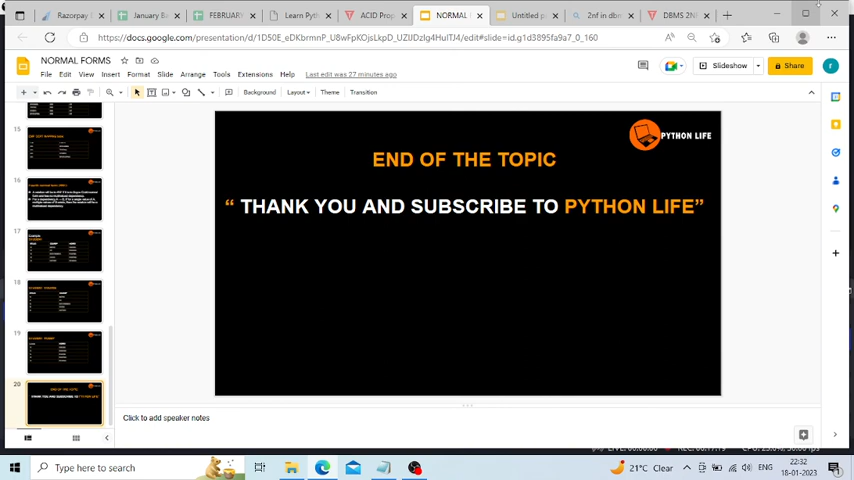 Razorpay
January Ba
FEBRUARY
Learn Pyth
ACID Prop
NORMAL F
Untitled p
2nf in dbm
DBMS 2NF
https://docs.google.com/presentation/d/1D50E_eDKbrmnP_U8wFpKOjsLkpD_UZIJDzlg4HuITJ4/edit#slide=id.g1d3895fa9a7_0_160
NORMAL FORMS
File Edit View Insert Format Slide Arrange Tools Extensions Help Last edit was 27 minutes ago
Slideshow
Share
Background Layout Theme Transition
15
16
17
18
19
20
PYTHON LIFE
END OF THE TOPIC
“ THANK YOU AND SUBSCRIBE TO PYTHON LIFE”
Click to add speaker notes
Type here to search
21°C Clear
ENG
22:32
18-01-2023